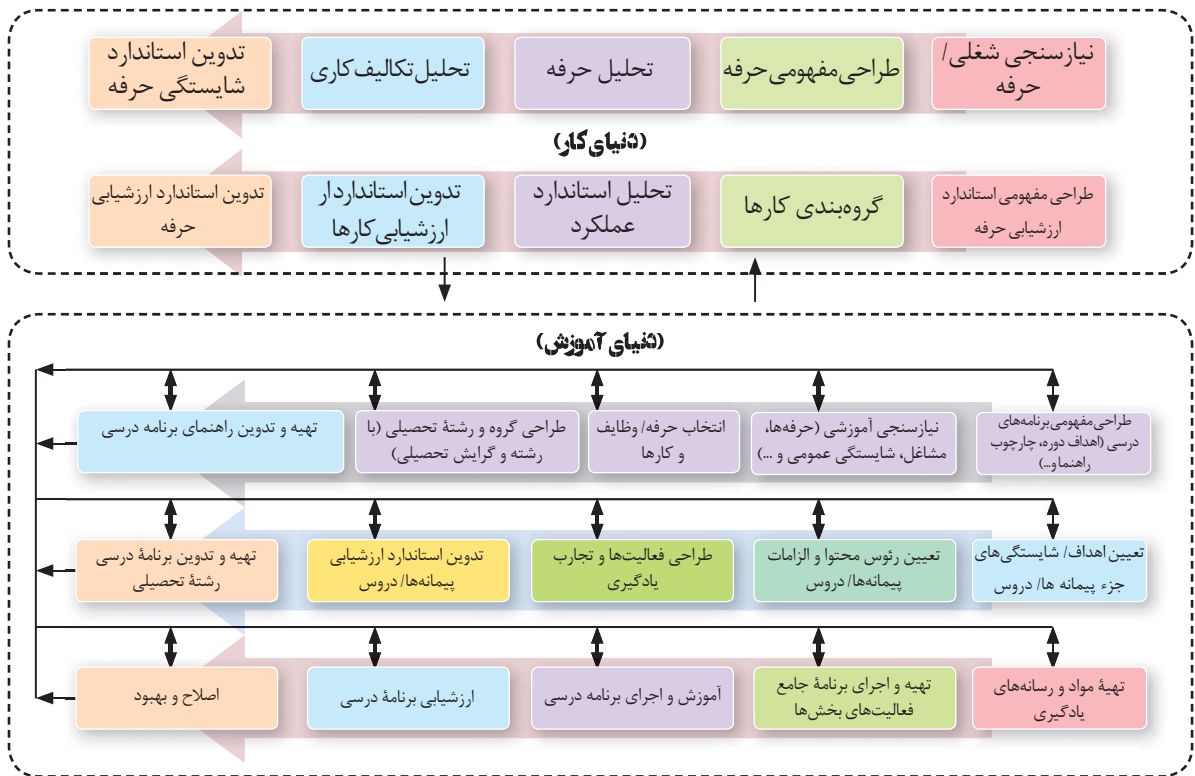 نیازسنجی شغلی/
حرفه
طراحی مفهومی حرفه
تحلیل حرفه
تحلیل تکالیف کاری
تدوین استاندارد
شایستگی حرفه
(دنیای کار)
طراحی مفهومی استاندارد
ارزشیابی حرفه
گروه‌بندی کارها
تحلیل استاندارد
عملکرد
تدوین استانداردار
ارزشیابی کارها
تدوین استاندارد ارزشیابی
حرفه
(دنیای آموزش)
طراحی مفهومی برنامه‌های
درسی (اهداف دوره، چارچوب
راهنماو...)
نیازسنجی آموزشی (حرفه‌ها،
مشاغل، شایستگی عمومی و ...)
انتخاب حرفه/ وظایف
و کارها
طراحی گروه و رشتهٔ تحصیلی (با
رشته و گرایش تحصیلی)
تهیه و تدوین راهنمای برنامه درسی
تعیین اهداف/ شایستگی‌های
جزء پیمانه ها/ دروس
تعیین رئوس محتوا و الزامات
پیمانه‌ها/ دروس
طراحی فعالیت‌ها و تجارب
یادگیری
تدوین استاندارد ارزشیابی
پیمانه‌ها/ دروس
تهیه و تدوین برنامهٔ درسی
رشتهٔ تحصیلی
تهیهٔ مواد و رسانه‌های
یادگیری
تهیه و اجرای برنامهٔ جامع
فعالیت‌های بخش‌ها
آموزش و اجرای برنامه درسی
ارزشیابی برنامهٔ درسی
اصلاح و بهبود